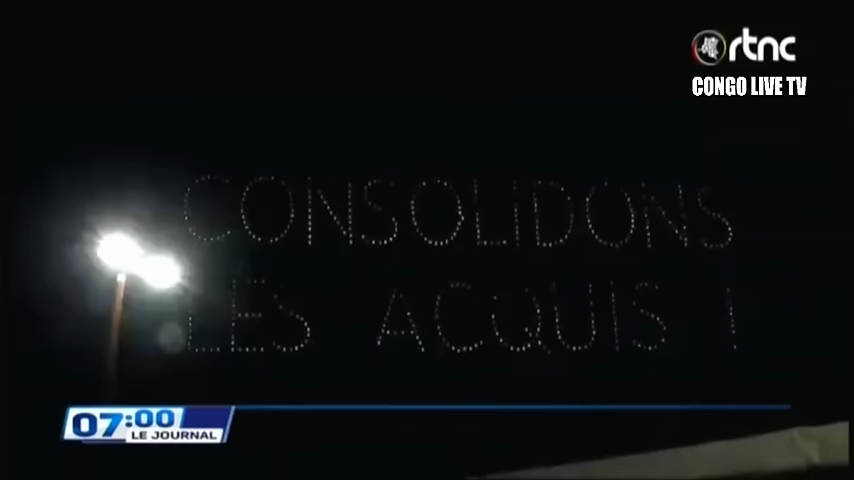 rtnc
CONGO LIVE TV
CONSOLIDONS
LES ACQUIS !
07:00
LE JOURNAL